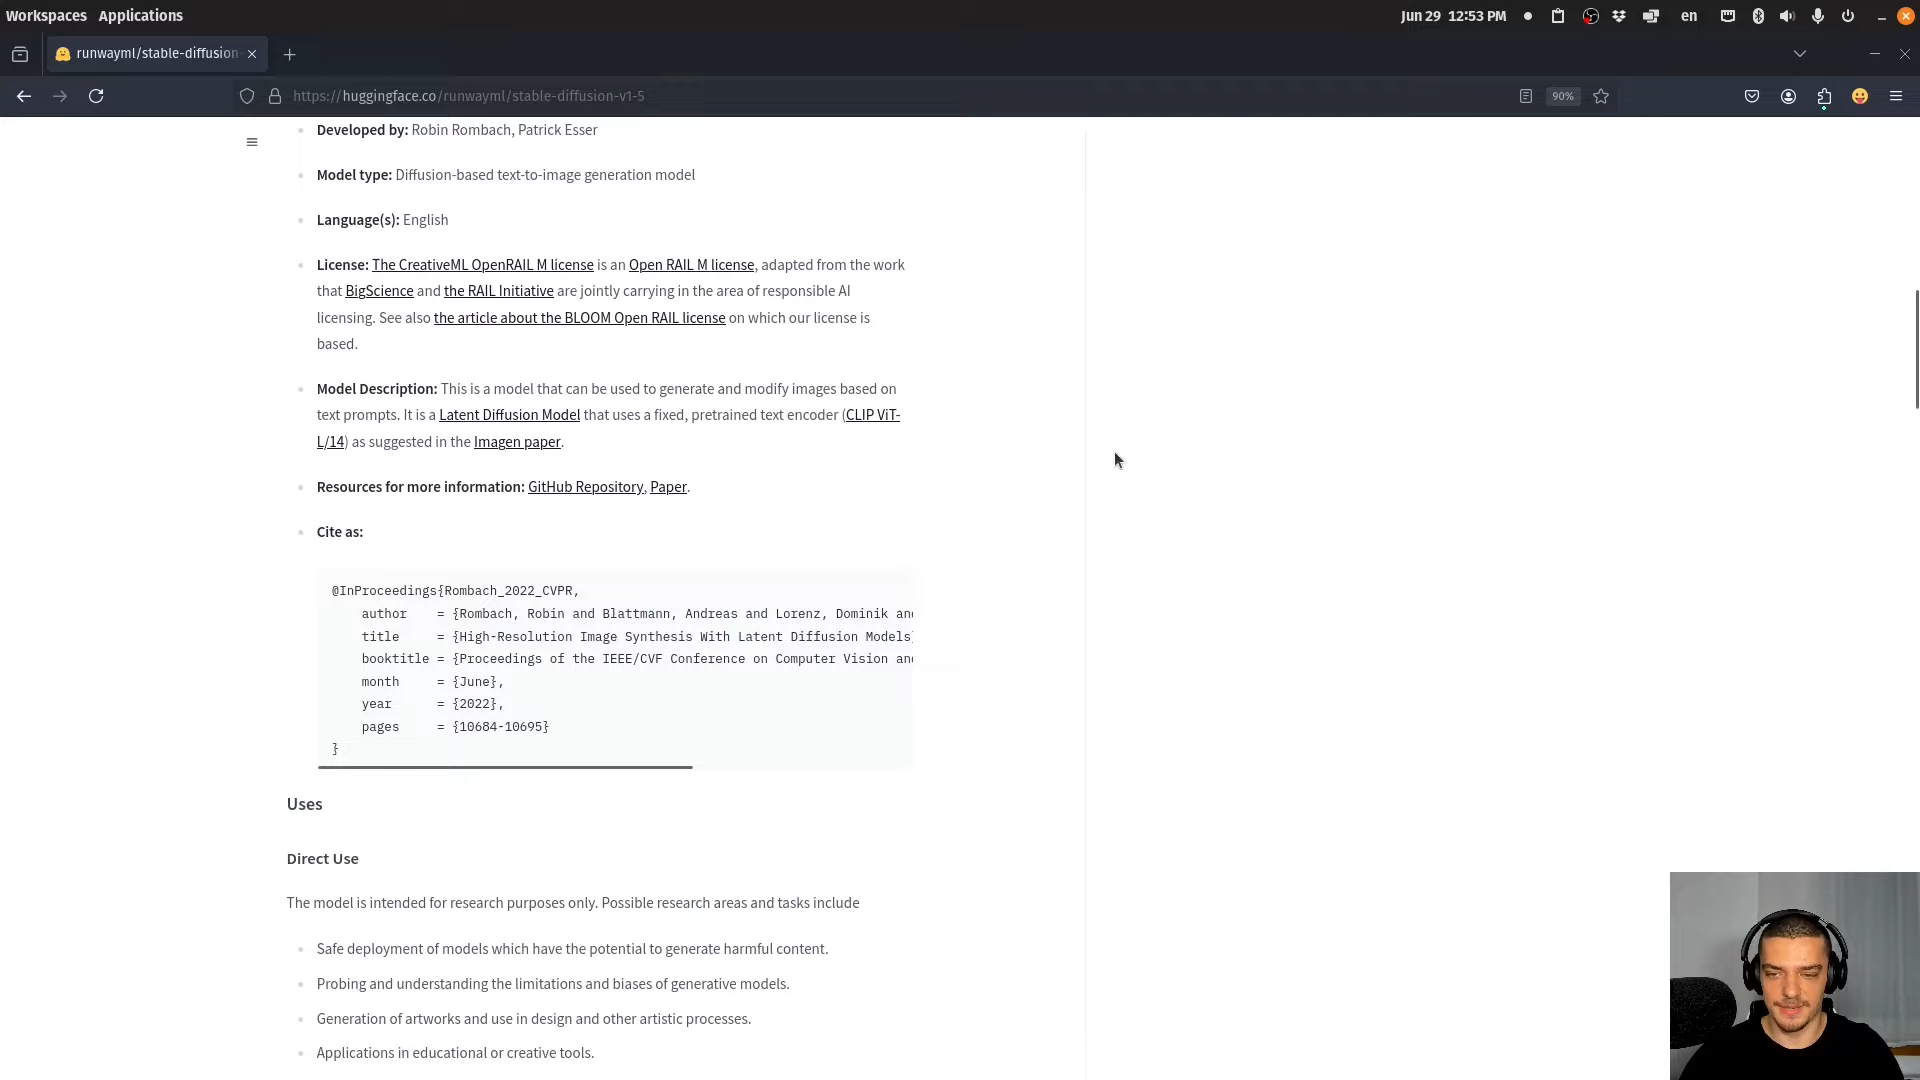 Workspaces Applications
Jun 29 12:53 PM
en
runwayml/stable-diffusion-
https://huggingface.co/runwayml/stable-diffusion-v1-5
90%
Developed by: Robin Rombach, Patrick Esser
Model type: Diffusion-based text-to-image generation model
Language(s): English
License: The CreativeML OpenRAIL M license is an Open RAIL M license, adapted from the work
that BigScience and the RAIL Initiative are jointly carrying in the area of responsible AI
licensing. See also the article about the BLOOM Open RAIL license on which our license is
based.
Model Description: This is a model that can be used to generate and modify images based on
text prompts. It is a Latent Diffusion Model that uses a fixed, pretrained text encoder (CLIP ViT-
L/14) as suggested in the Imagen paper.
Resources for more information: GitHub Repository, Paper.
Cite as:
@InProceedings{Rombach_2022_CVPR,
author = {Rombach, Robin and Blattmann, Andreas and Lorenz, Dominik and
title = {High-Resolution Image Synthesis With Latent Diffusion Models}
booktitle = {Proceedings of the IEEE/CVF Conference on Computer Vision and
month = {June},
year = {2022},
pages = {10684-10695}
}
Uses
Direct Use
The model is intended for research purposes only. Possible research areas and tasks include
Safe deployment of models which have the potential to generate harmful content.
Probing and understanding the limitations and biases of generative models.
Generation of artworks and use in design and other artistic processes.
Applications in educational or creative tools.